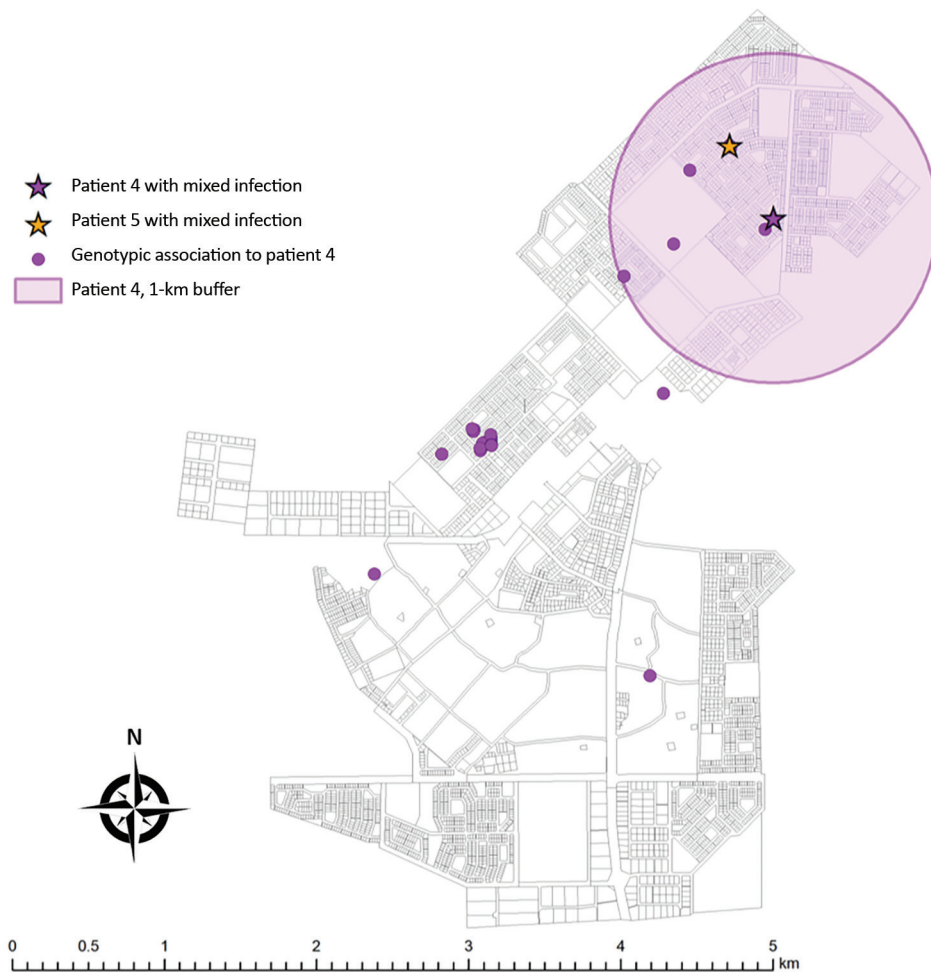 Patient 4 with mixed infection
Patient 5 with mixed infection
Genotypic association to patient 4
Patient 4, 1-km buffer
N
0 0.5 1 2 3 4 5
km